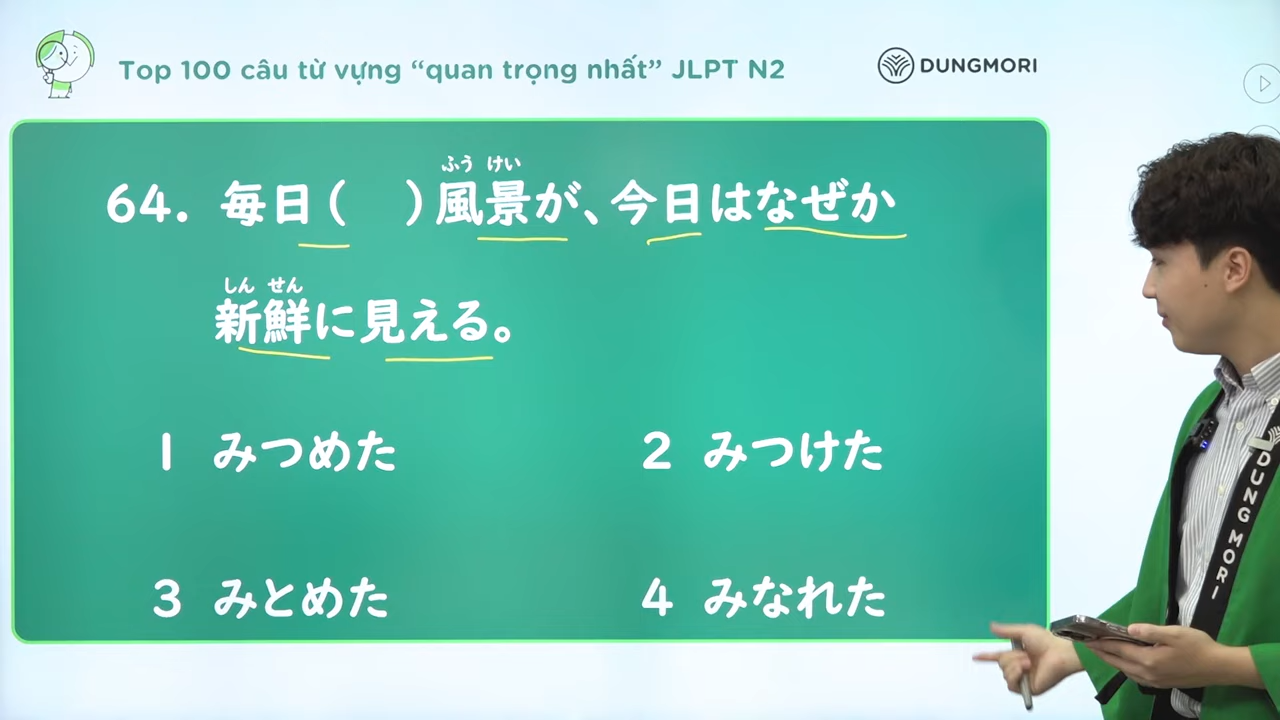 Top 100 câu từ vựng “quan trọng nhất” JLPT N2
DUNGMORI
ふう けい
64. 毎日( )風景が、今日はなぜか
しん せん
新鮮に見える。
1 みつめた
2 みつけた
3 みとめた
4 みなれた
DUNGMORI